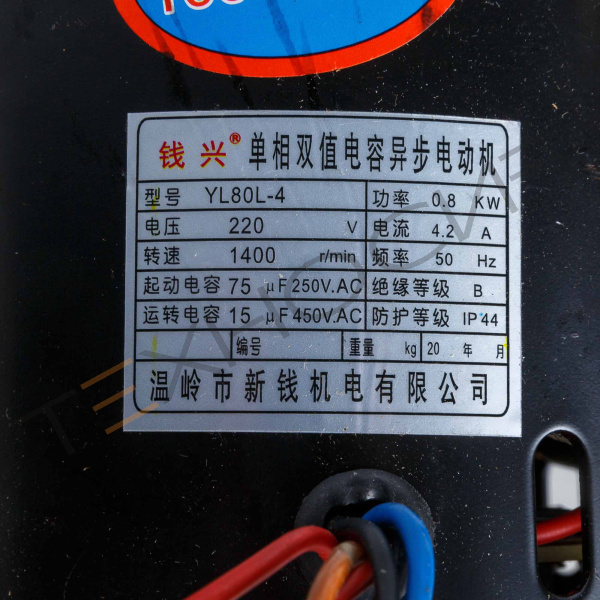 钱兴® 单相双值电容异步电动机
型号 YL80L-4 功率 0.8 KW
电压 220 V 电流 4.2 A
转速 1400 r/min 频率 50 Hz
起动电容 75 μF 250V.AC 绝缘等级 B
运转电容 15 μF 450V.AC 防护等级 IP44
编号 重量 kg 20 年 月
温岭市新钱机电有限公司